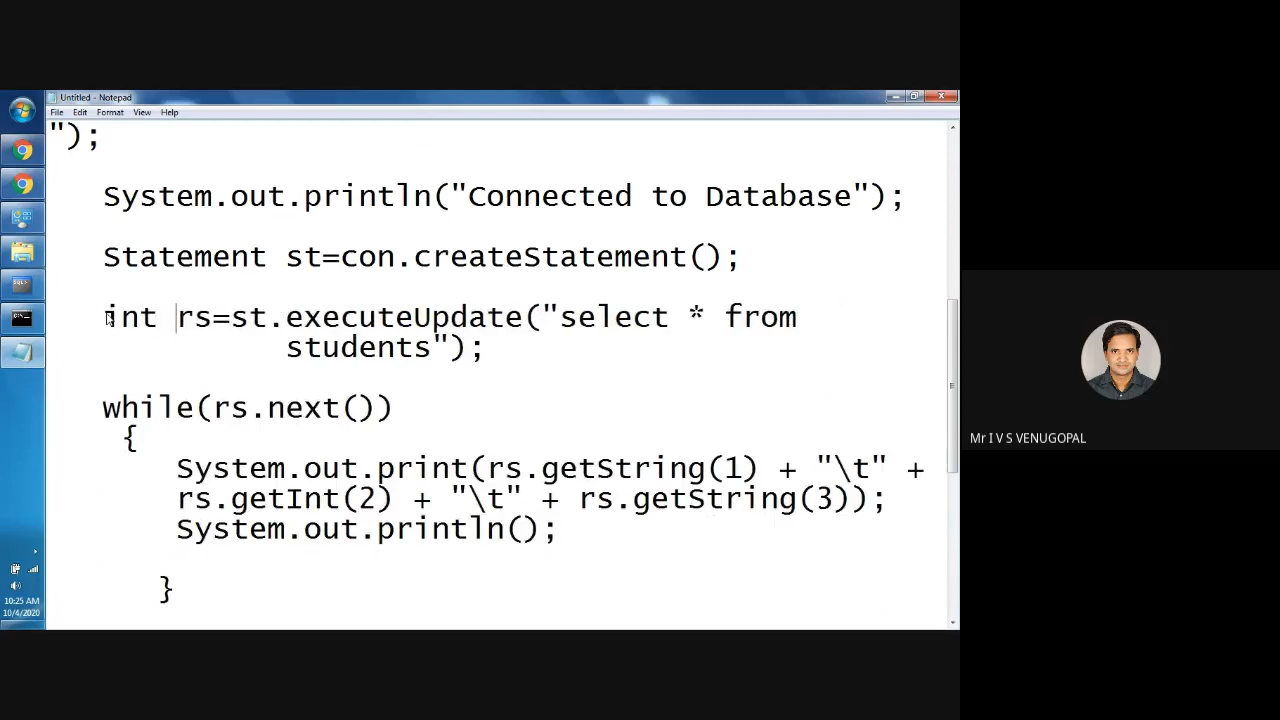 Untitled - Notepad
File Edit Format View Help
");
System.out.println("Connected to Database");
Statement st=con.createStatement();
int rs=st.executeUpdate("select * from
students");
while(rs.next())
{
System.out.print(rs.getString(1) + "\t" +
rs.getInt(2) + "\t" + rs.getString(3));
System.out.println();
}
10:25 AM
10/4/2020
Mr I V S VENUGOPAL